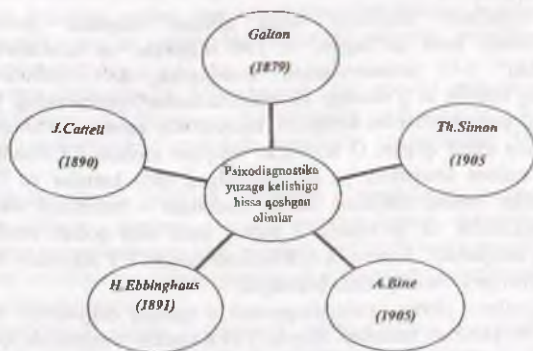 Galton
(1879)
J.Cattell
(1890)
Th.Simon
(1905
Psixodiagnostika
yuzaga kelishiga
hissa qoshgan
olimlar
H.Ebbinghaus
(1891)
A.Bine
(1905)